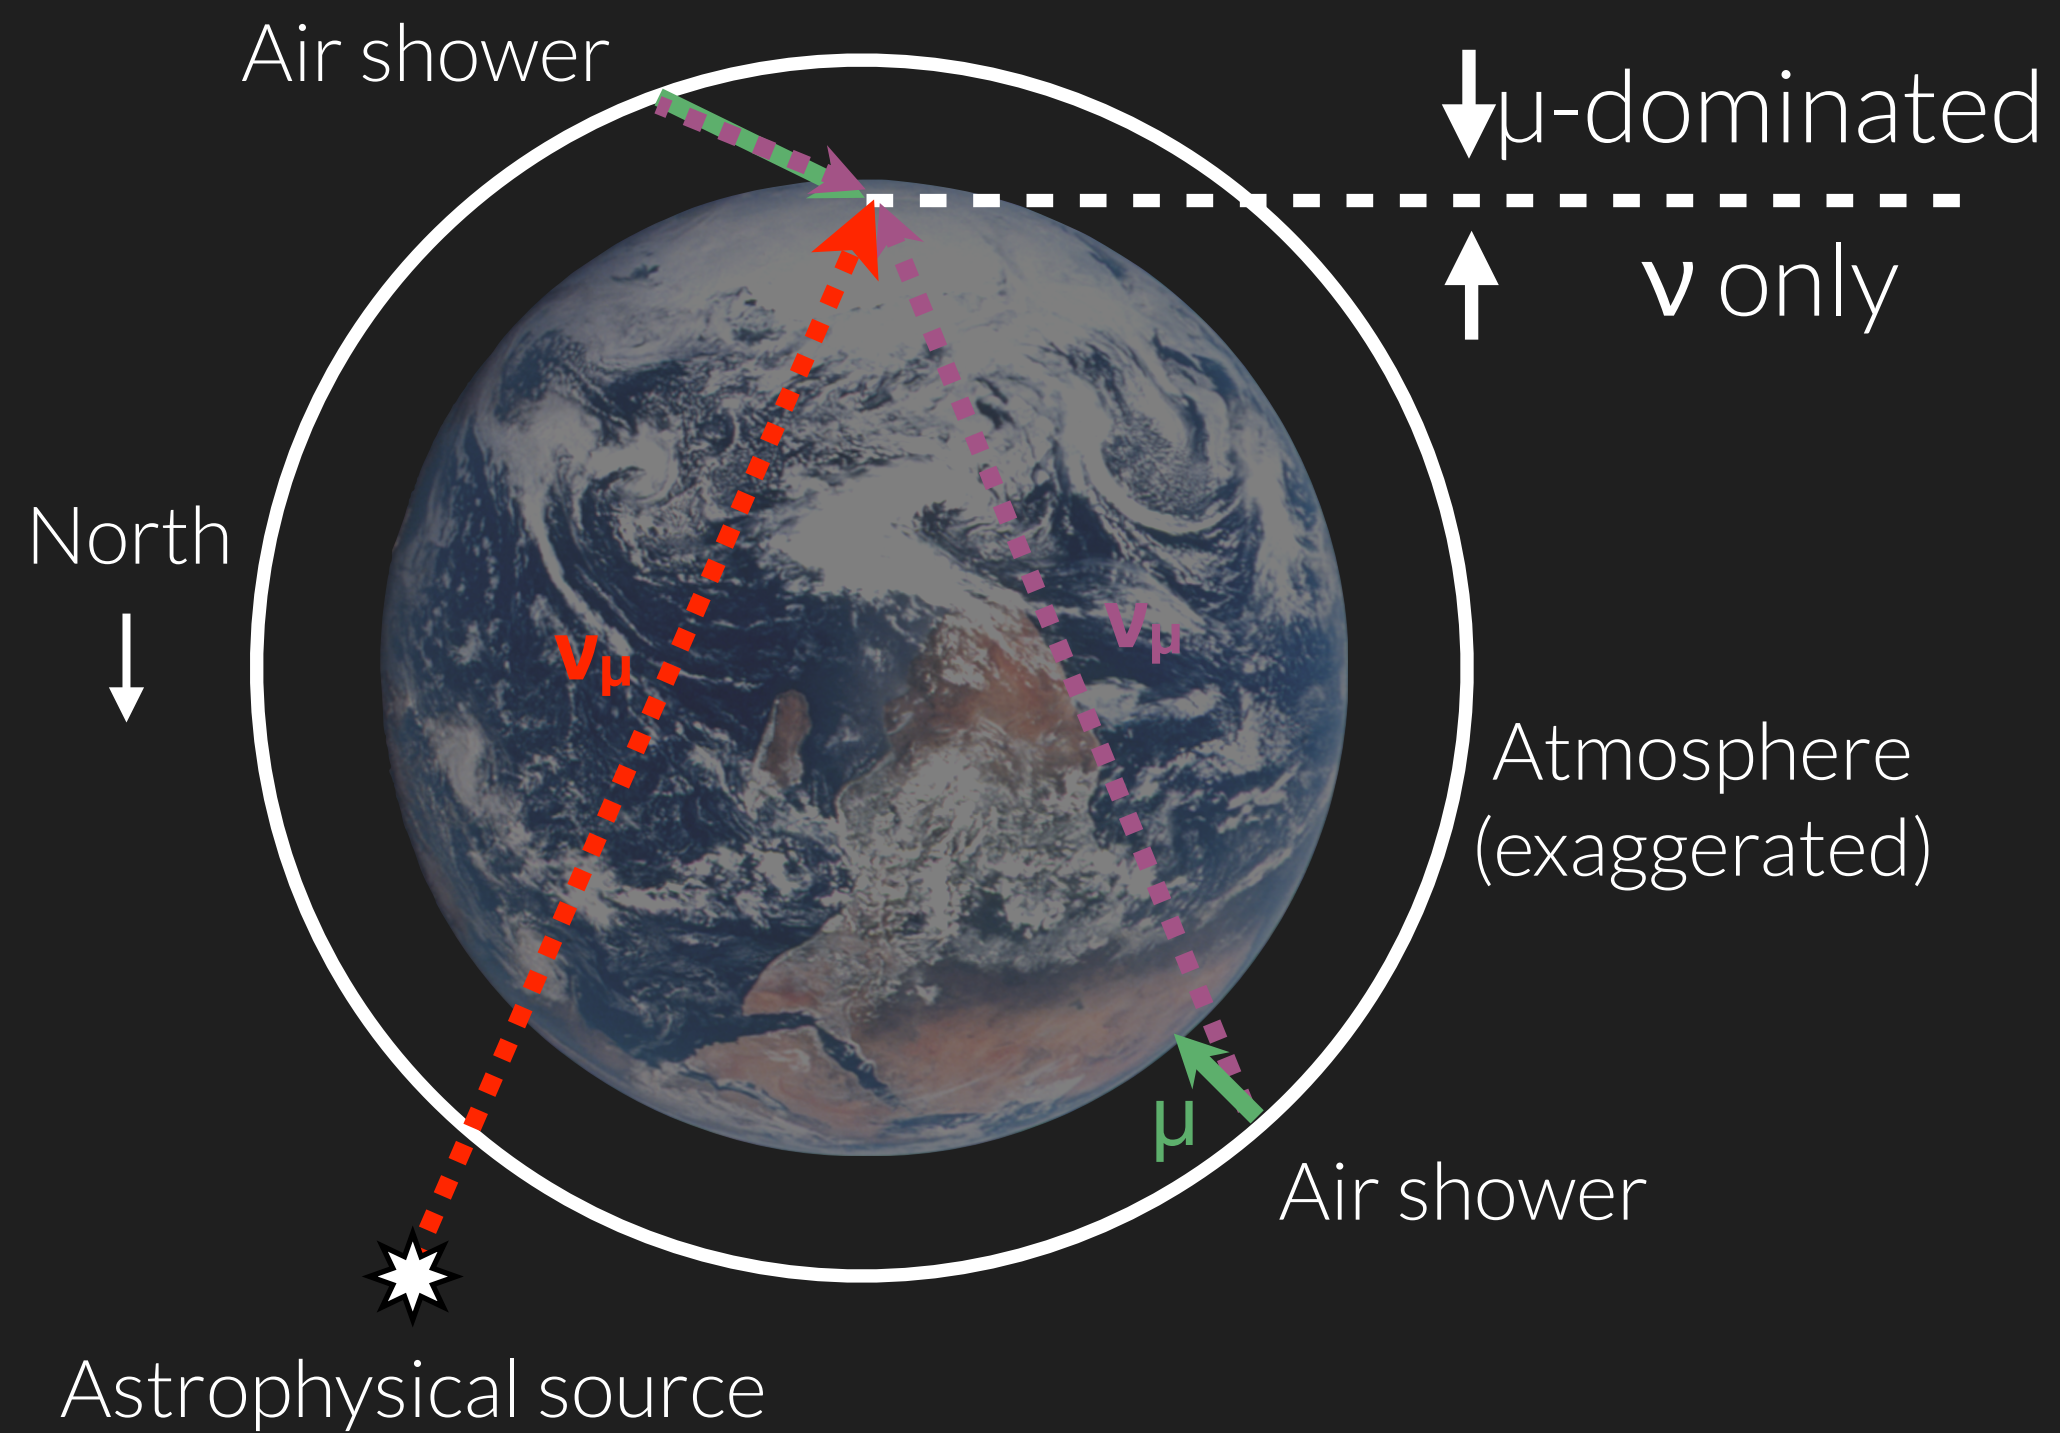 Air shower
μ-dominated
ν only
North
νμ
νμ
Atmosphere
(exaggerated)
μ
Air shower
Astrophysical source